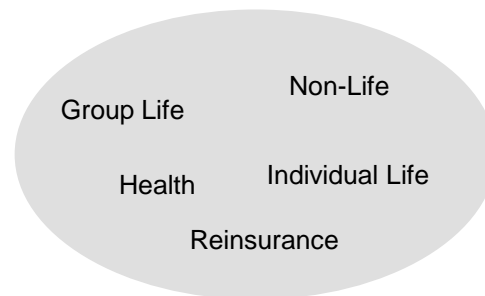 Non-Life
Group Life
Individual Life
Health
Reinsurance